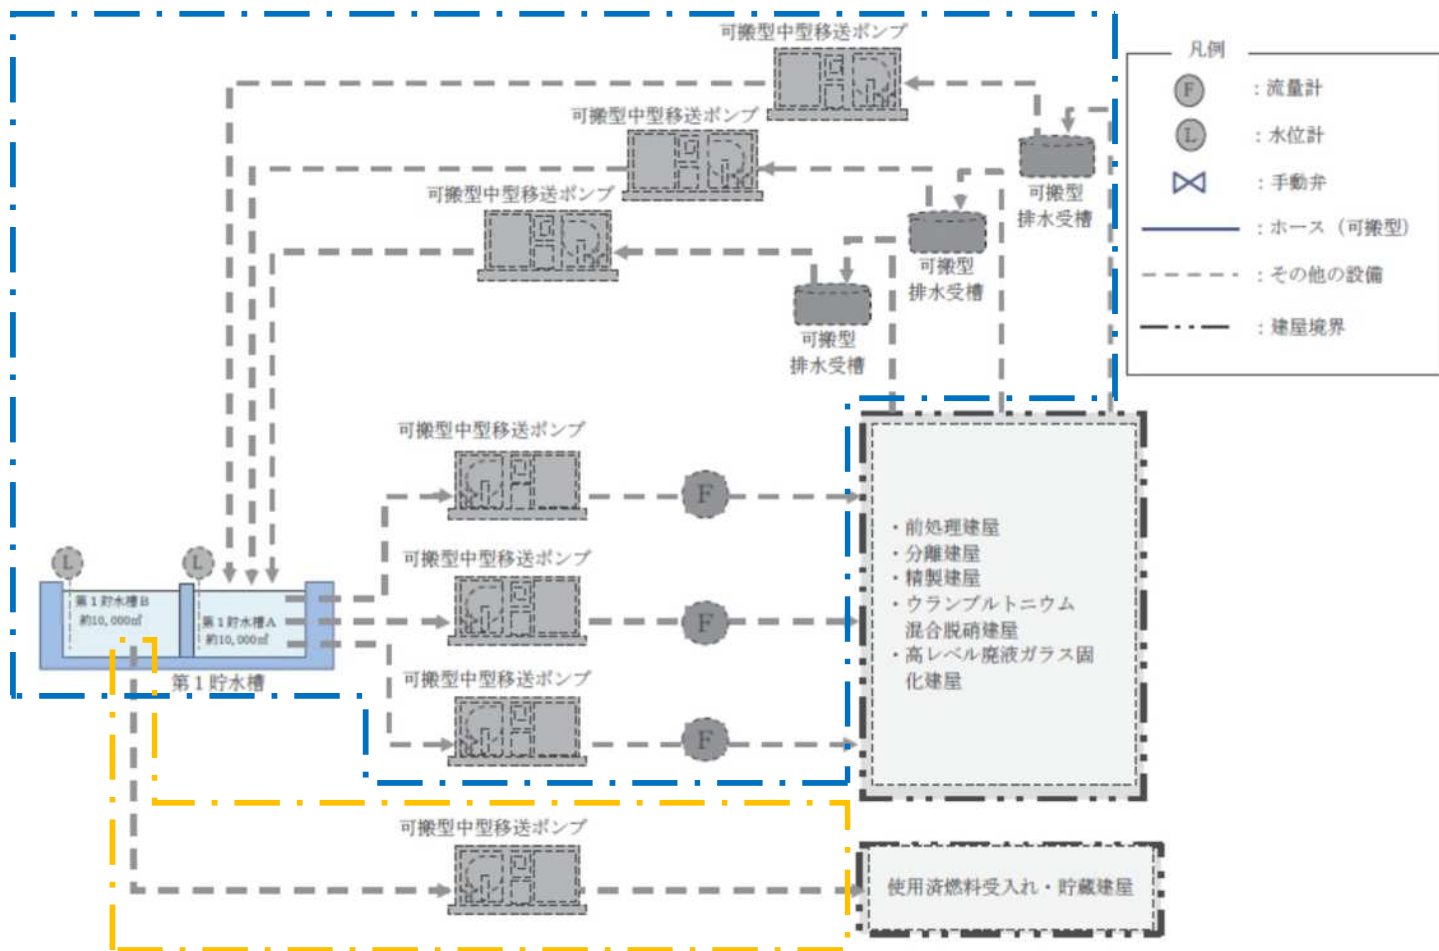 可搬型中型移送ポンプ
可搬型中型移送ポンプ
可搬型中型移送ポンプ
可搬型
排水受槽
可搬型
排水受槽
可搬型
排水受槽
凡例
F
：流量計
L
：水位計
：手動弁
：ホース（可搬型）
：その他の設備
：建屋境界
可搬型中型移送ポンプ
F
可搬型中型移送ポンプ
F
可搬型中型移送ポンプ
F
L
L
第１貯水槽Ｂ
約10,000㎥
第１貯水槽Ａ
約10,000㎥
第１貯水槽
・前処理建屋
・分離建屋
・精製建屋
・ウランプルトニウム
混合脱硝建屋
・高レベル廃液ガラス固
化建屋
可搬型中型移送ポンプ
使用済燃料受入れ・貯蔵建屋